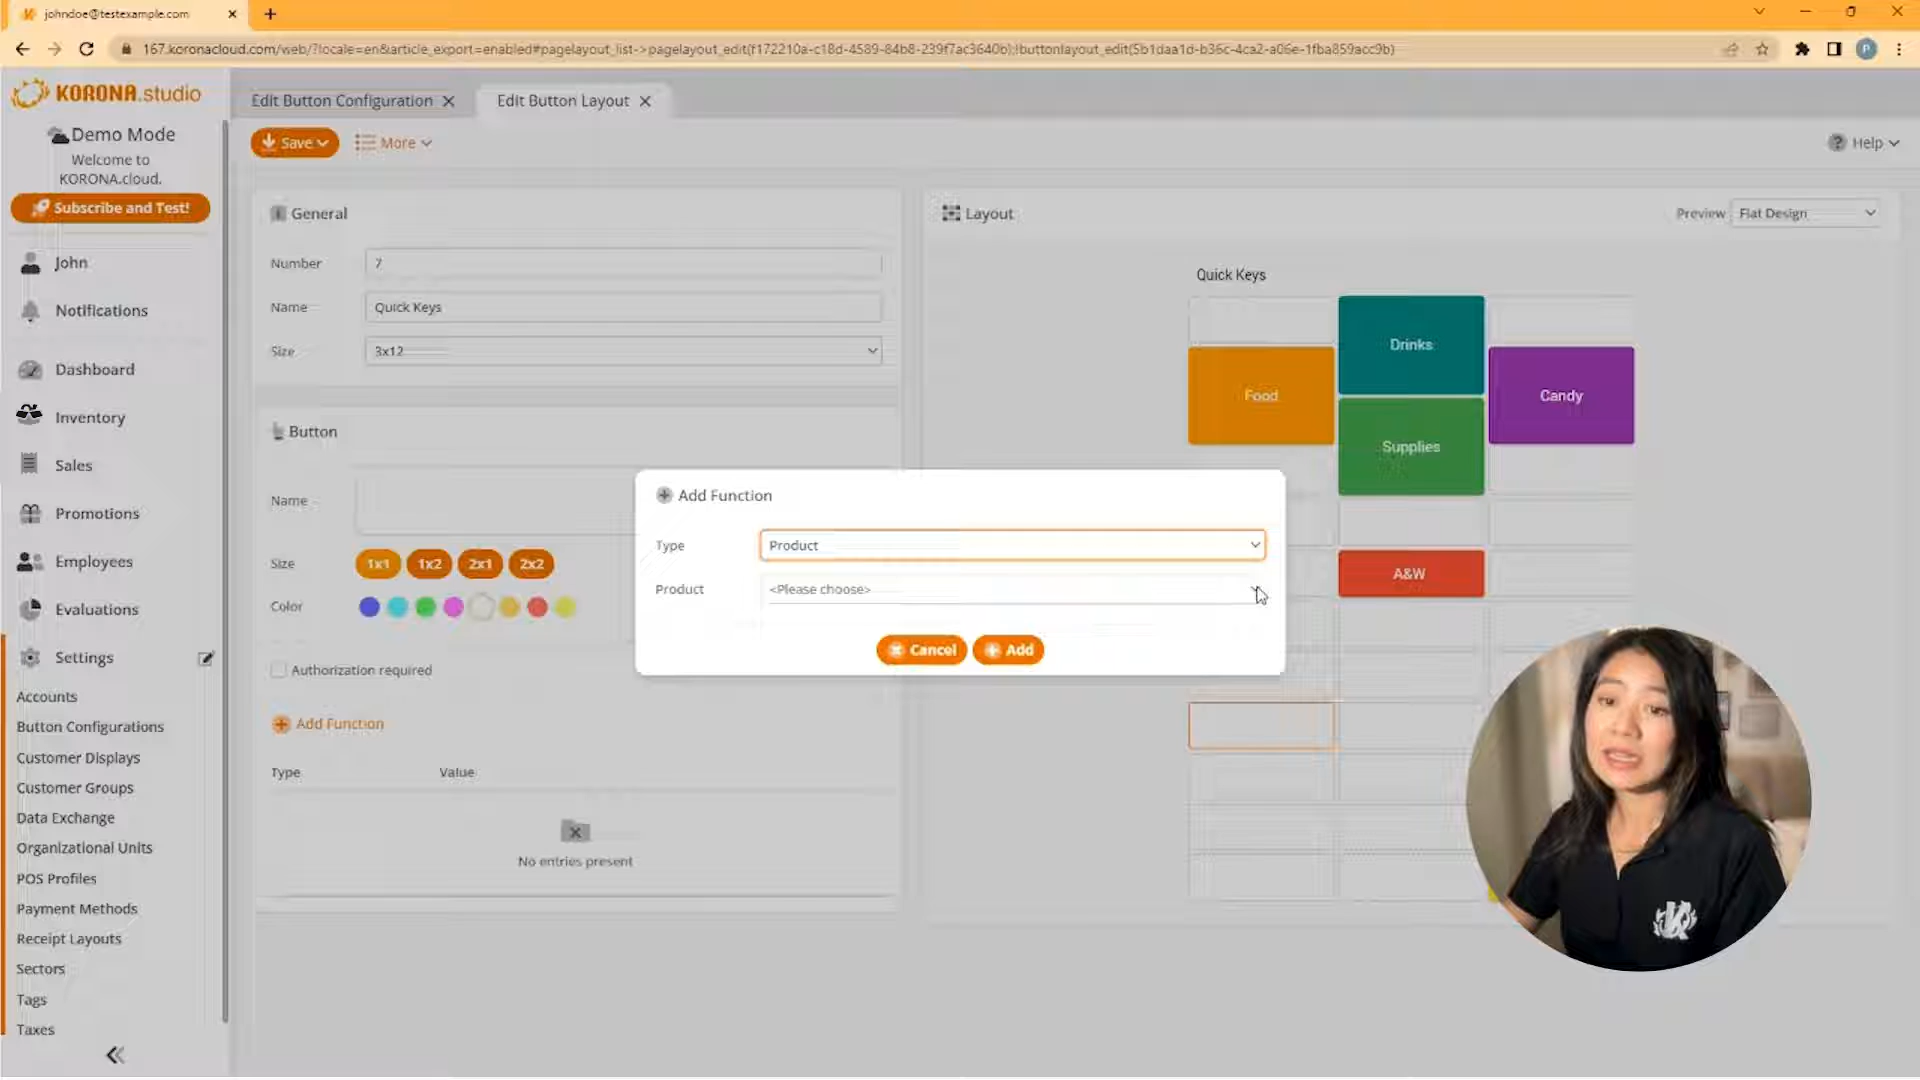 johndoe@testexample.com
167.koronacloud.com/web/?locale=en&article_export=enabled#pagelayout_list->pagelayout_edit(f172210a-c18d-4589-84b8-239f7ac3640b);!buttonlayout_edit(5b1daa1d-b36c-4ca2-a06e-1fba859acc9b)
P
KORONA.studio
Edit Button Configuration
Edit Button Layout
Demo Mode
Welcome to
KORONA.cloud.
Subscribe and Test!
Save
More
Help
John
Notifications
Dashboard
Inventory
Sales
Promotions
Employees
Evaluations
Settings
Accounts
Button Configurations
Customer Displays
Customer Groups
Data Exchange
Organizational Units
POS Profiles
Payment Methods
Receipt Layouts
Sectors
Tags
Taxes
General
Number 7
Name Quick Keys
Size 3x12
Button
Name
Size 1x1 1x2 2x1 2x2
Color
Authorization required
Add Function
Type Value
No entries present
Add Function
Type Product
Product <Please choose>
Cancel Add
Layout
Preview Flat Design
Quick Keys
Drinks
Food
Candy
Supplies
A&W